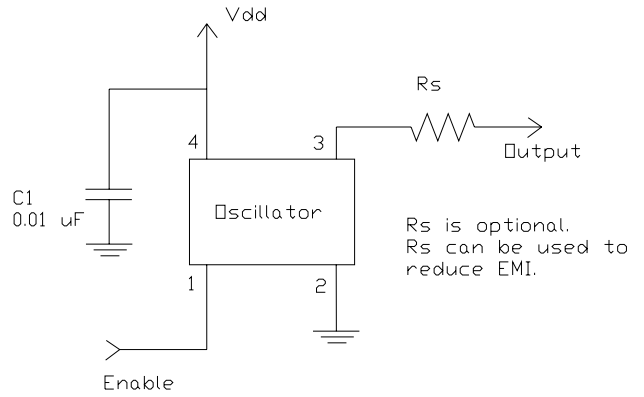 Vdd
Rs
4
3
Output
C1
0.01 uF
Oscillator
Rs is optional.
Rs can be used to
reduce EMI.
1
2
Enable